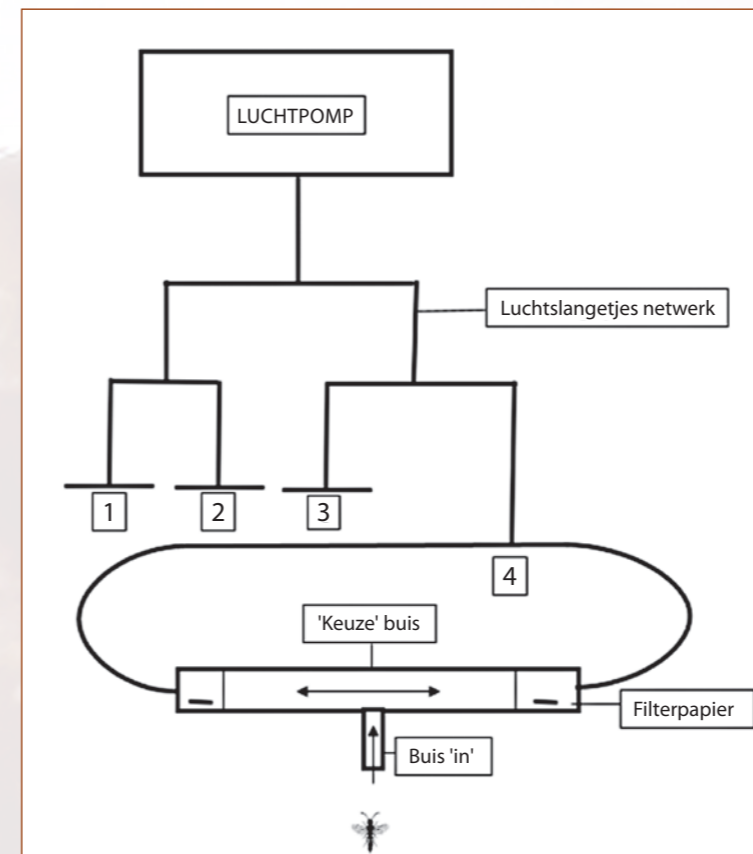 LUCHTPOMP
Luchtslangetjes netwerk
1
2
3
4
'Keuze' buis
Filterpapier
Buis 'in'